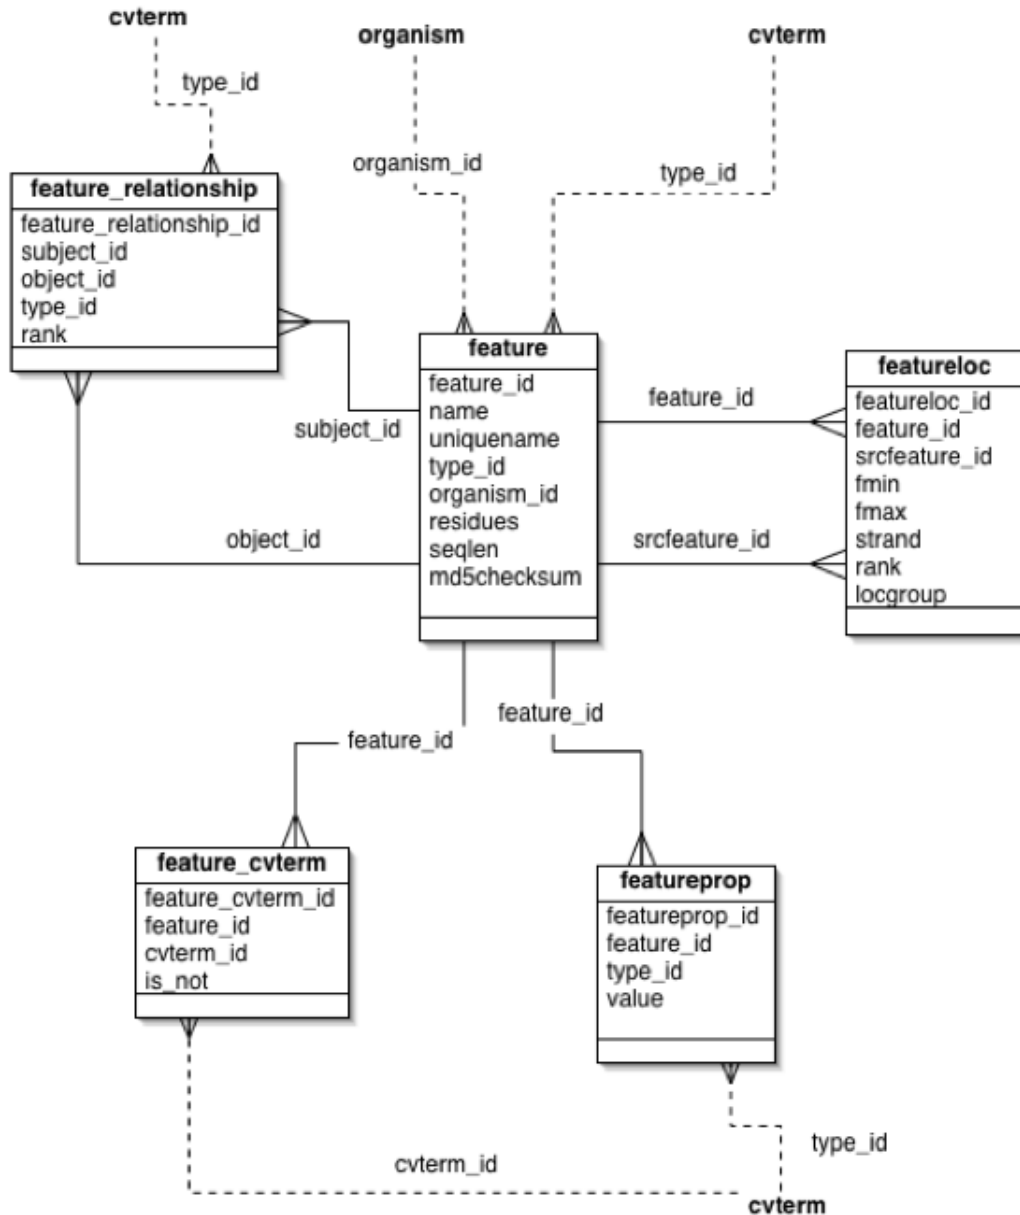 cvterm
organism
cvterm
type_id
organism_id
type_id
feature_relationship
feature_relationship_id
subject_id
object_id
type_id
rank
subject_id
object_id
feature
feature_id
name
uniquename
type_id
organism_id
residues
seqlen
md5checksum
feature_id
srcfeature_id
featureloc
featureloc_id
feature_id
srcfeature_id
fmin
fmax
strand
rank
locgroup
feature_id
feature_id
feature_cvterm
feature_cvterm_id
feature_id
cvterm_id
is_not
featureprop
featureprop_id
feature_id
type_id
value
type_id
cvterm_id
cvterm